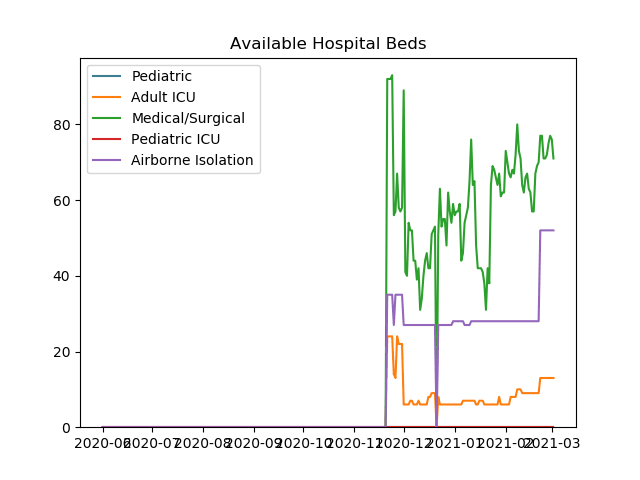 Available Hospital Beds
Pediatric
Adult ICU
Medical/Surgical
Pediatric ICU
Airborne Isolation
80
60
40
20
0
2020-06 2020-07 2020-08 2020-09 2020-10 2020-11 2020-12 2021-01 2021-02 2021-03